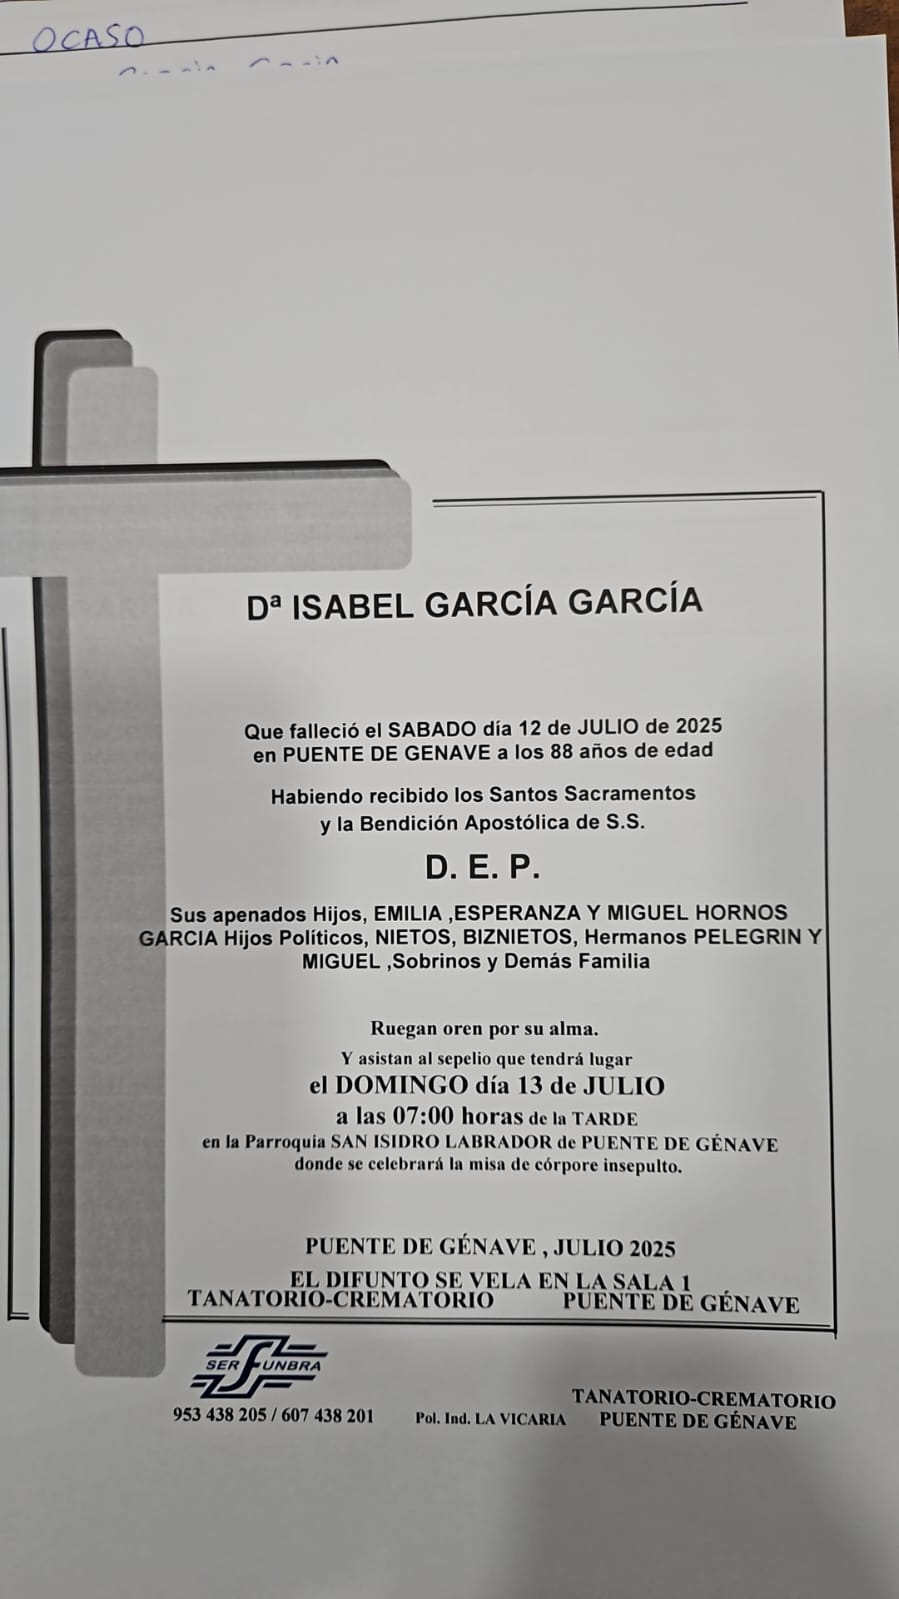 OCASO
Dª ISABEL GARCÍA GARCÍA
Que falleció el SABADO día 12 de JULIO de 2025
en PUENTE DE GENAVE a los 88 años de edad
Habiendo recibido los Santos Sacramentos
y la Bendición Apostólica de S.S.
D. E. P.
Sus apenados Hijos, EMILIA ,ESPERANZA Y MIGUEL HORNOS
GARCIA Hijos Políticos, NIETOS, BIZNIETOS, Hermanos PELEGRIN Y
MIGUEL ,Sobrinos y Demás Familia
Ruegan oren por su alma.
Y asistan al sepelio que tendrá lugar
el DOMINGO día 13 de JULIO
a las 07:00 horas de la TARDE
en la Parroquia SAN ISIDRO LABRADOR de PUENTE DE GÉNAVE
donde se celebrará la misa de córpore insepulto.
PUENTE DE GÉNAVE , JULIO 2025
EL DIFUNTO SE VELA EN LA SALA 1
TANATORIO-CREMATORIO PUENTE DE GÉNAVE
SERFUNBRA
953 438 205 / 607 438 201
Pol. Ind. LA VICARIA
TANATORIO-CREMATORIO
PUENTE DE GÉNAVE